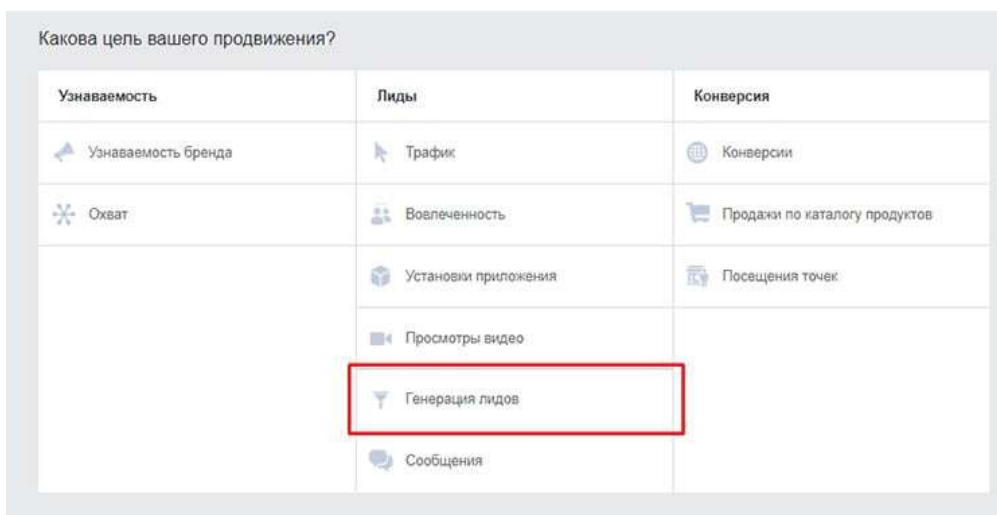 Какова цель вашего продвижения?
Узнаваемость
Лиды
Конверсия
Узнаваемость бренда
Трафик
Конверсии
Охват
Вовлеченность
Продажи по каталогу продуктов
Установки приложения
Посещения точек
Просмотры видео
Генерация лидов
Сообщения